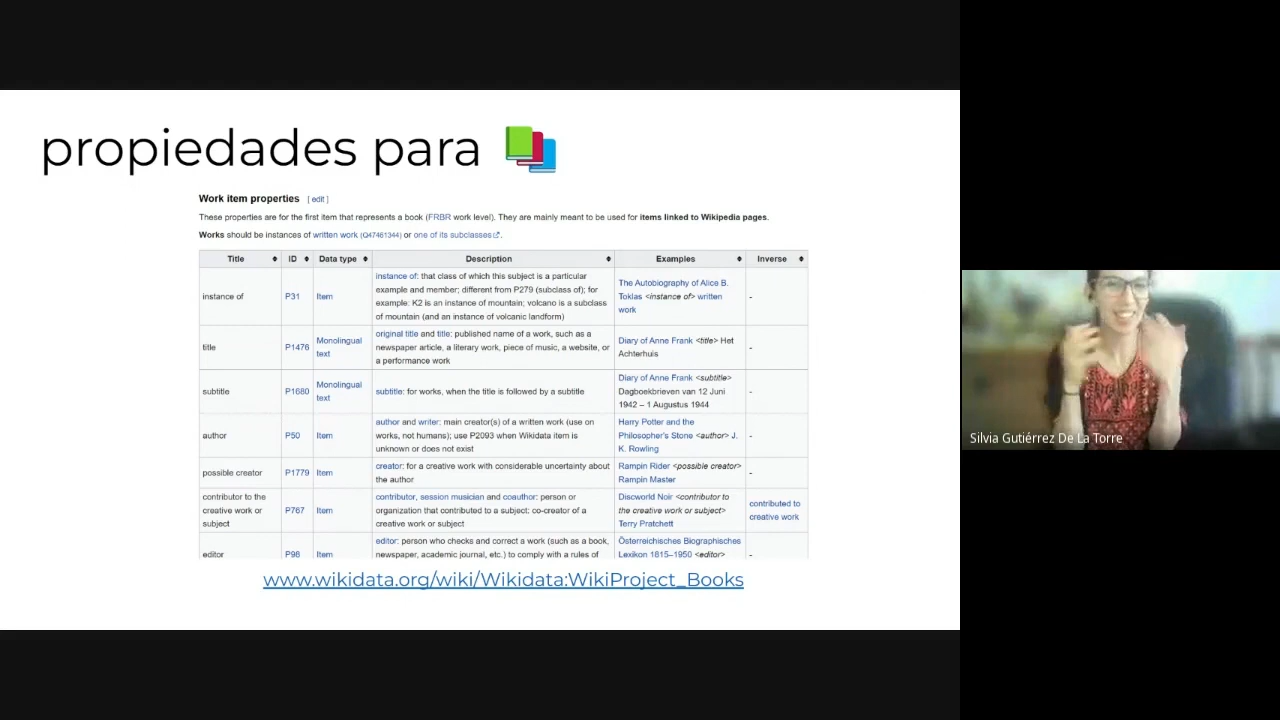 propiedades para
Work item properties [ edit ]
These properties are for the first item that represents a book (FRBR work level). They are mainly meant to be used for items linked to Wikipedia pages.
Works should be instances of written work (Q47461344) or one of its subclasses.
Title ID Data type Description Examples Inverse
instance of P31 Item
instance of: that class of which this subject is a particular
example and member; different from P279 (subclass of); for
example: K2 is an instance of mountain; volcano is a subclass
of mountain (and an instance of volcanic landform)
The Autobiography of Alice B.
Toklas <instance of> written
work
-
title P1476
Monolingual
text
original title and title: published name of a work, such as a
newspaper article, a literary work, piece of music, a website, or
a performance work
Diary of Anne Frank <title> Het
Achterhuis
-
subtitle P1680
Monolingual
text
subtitle: for works, when the title is followed by a subtitle
Diary of Anne Frank <subtitle>
Dagboekbrieven van 12 Juni
1942 – 1 Augustus 1944
-
author P50 Item
author and writer: main creator(s) of a written work (use on
works, not humans); use P2093 when Wikidata item is
unknown or does not exist
Harry Potter and the
Philosopher's Stone <author> J.
K. Rowling
-
possible creator P1779 Item
creator: for a creative work with considerable uncertainty about
the author
Rampin Rider <possible creator>
Rampin Master
-
contributor to the
creative work or
subject
P767 Item
contributor, session musician and coauthor: person or
organization that contributed to a subject: co-creator of a
creative work or subject
Discworld Noir <contributor to
the creative work or subject>
Terry Pratchett
contributed to
creative work
editor P98 Item
editor: person who checks and correct a work (such as a book,
newspaper, academic journal, etc.) to comply with a rules of
Österreichisches Biographisches
Lexikon 1815–1950 <editor>
-
www.wikidata.org/wiki/Wikidata:WikiProject_Books
Silvia Gutiérrez De La Torre